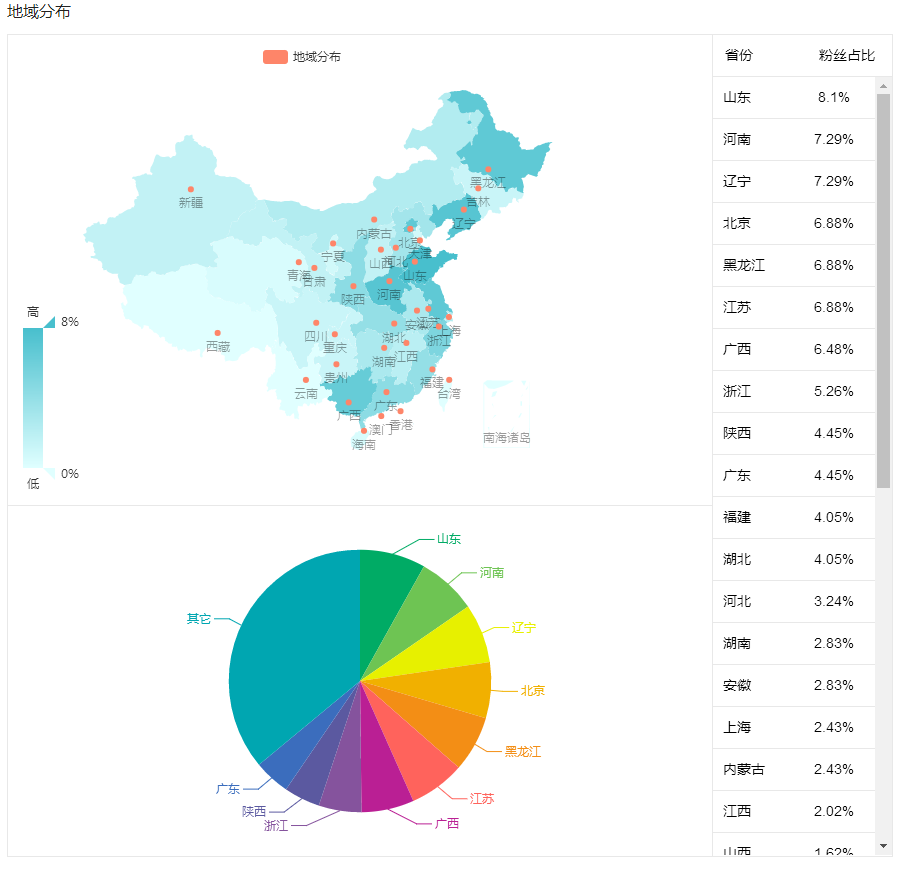 地域分布
地域分布
新疆
黑龙江
吉林
内蒙古
辽宁
北京
天津
宁夏
山西
河北
青海
甘肃
山东
陕西
河南
四川
重庆
湖北
安徽
江苏
上海
浙江
西藏
湖南
江西
贵州
福建
云南
台湾
广西
广东
香港
澳门
海南
南海诸岛
高
8%
0%
低
山东
河南
辽宁
北京
黑龙江
江苏
广西
浙江
陕西
广东
其它
省份 粉丝占比
山东 8.1%
河南 7.29%
辽宁 7.29%
北京 6.88%
黑龙江 6.88%
江苏 6.88%
广西 6.48%
浙江 5.26%
陕西 4.45%
广东 4.45%
福建 4.05%
湖北 4.05%
河北 3.24%
湖南 2.83%
安徽 2.83%
上海 2.43%
内蒙古 2.43%
江西 2.02%
山西 1.62%